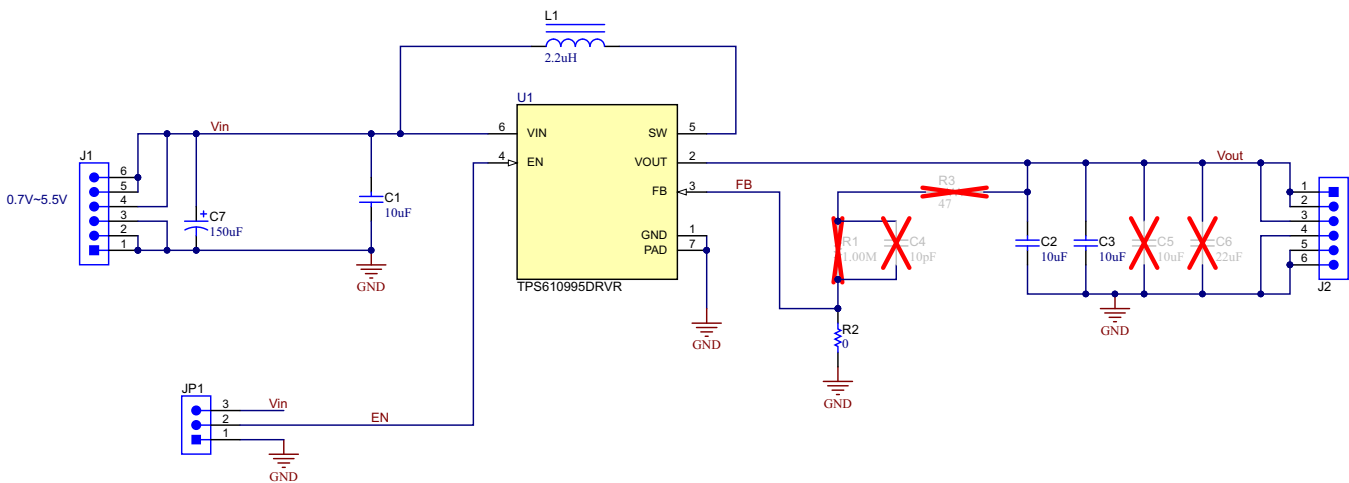 L1
2.2uH
U1
Vin
6
VIN
SW
5
J1
4
EN
VOUT
2
Vout
6
5
4
3
2
1
0.7V~5.5V
FB
3
FB
R3
47
1
2
3
4
5
6
C7
150uF
+
C1
10uF
GND
1
PAD
7
R1
1.00M
C4
10pF
C2
10uF
C3
10uF
C5
10uF
C6
22uF
J2
GND
TPS610995DRVR
GND
R2
0
GND
GND
JP1
3
Vin
2
EN
1
GND